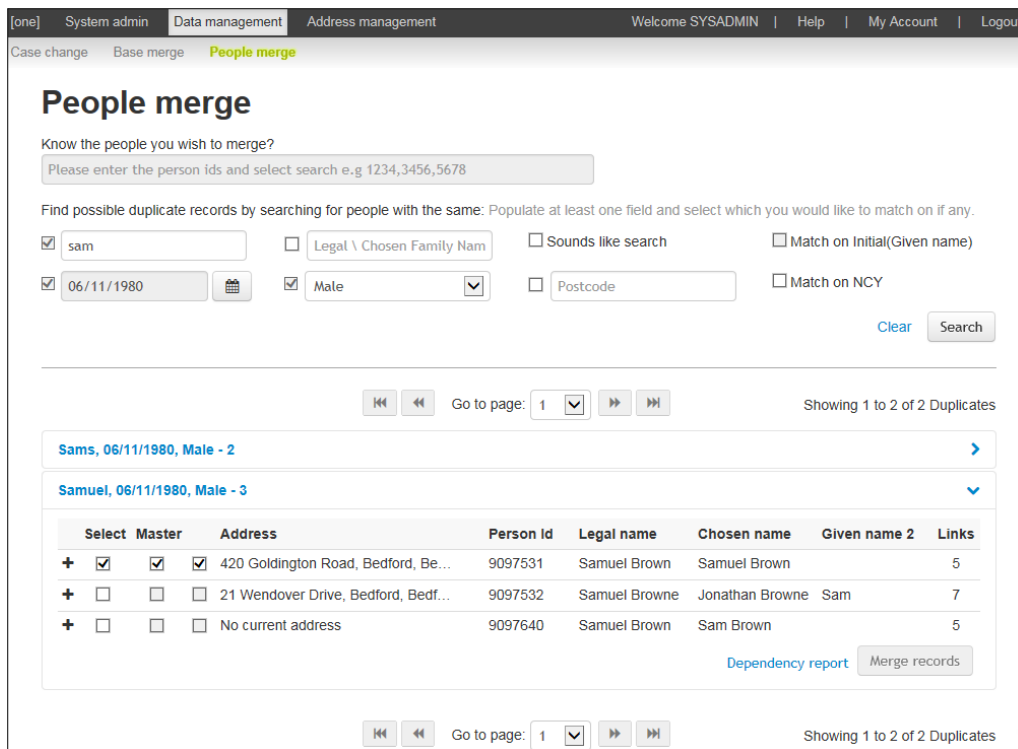 [one] System admin Data management Address management Welcome SYSADMIN | Help | My Account | Logou
Case change Base merge People merge
People merge
Know the people you wish to merge?
Please enter the person ids and select search e.g 1234,3456,5678
Find possible duplicate records by searching for people with the same: Populate at least one field and select which you would like to match on if any.
sam Legal \ Chosen Family Nam Sounds like search Match on Initial(Given name)
06/11/1980 Male Postcode Match on NCY
Clear Search
Go to page: 1 Showing 1 to 2 of 2 Duplicates
Sams, 06/11/1980, Male - 2
Samuel, 06/11/1980, Male - 3
Select Master Address Person Id Legal name Chosen name Given name 2 Links
420 Goldington Road, Bedford, Be... 9097531 Samuel Brown Samuel Brown 5
21 Wendover Drive, Bedford, Bedf... 9097532 Samuel Browne Jonathan Browne Sam 7
No current address 9097640 Samuel Brown Sam Brown 5
Dependency report Merge records
Go to page: 1 Showing 1 to 2 of 2 Duplicates